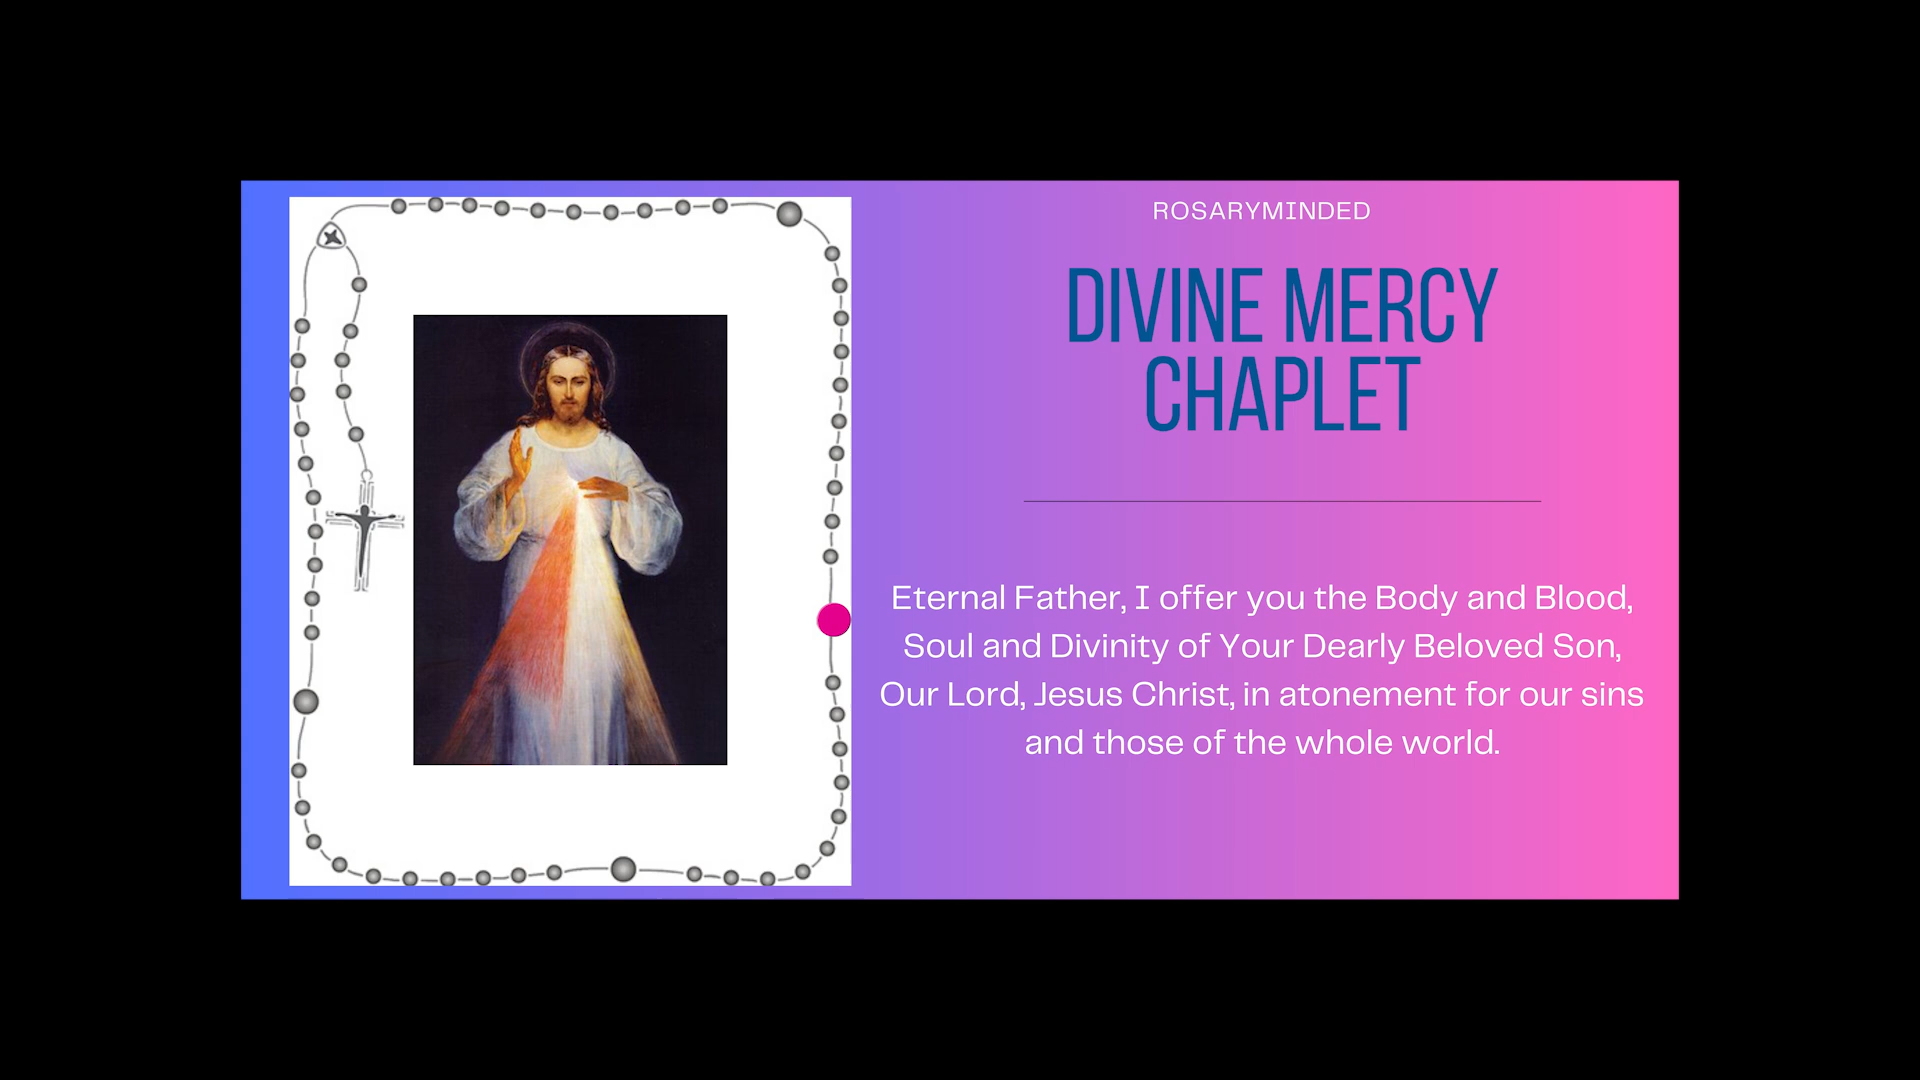 ROSARYMINDED
DIVINE MERCY
CHAPLET
Eternal Father, I offer you the Body and Blood,
Soul and Divinity of Your Dearly Beloved Son,
Our Lord, Jesus Christ, in atonement for our sins
and those of the whole world.